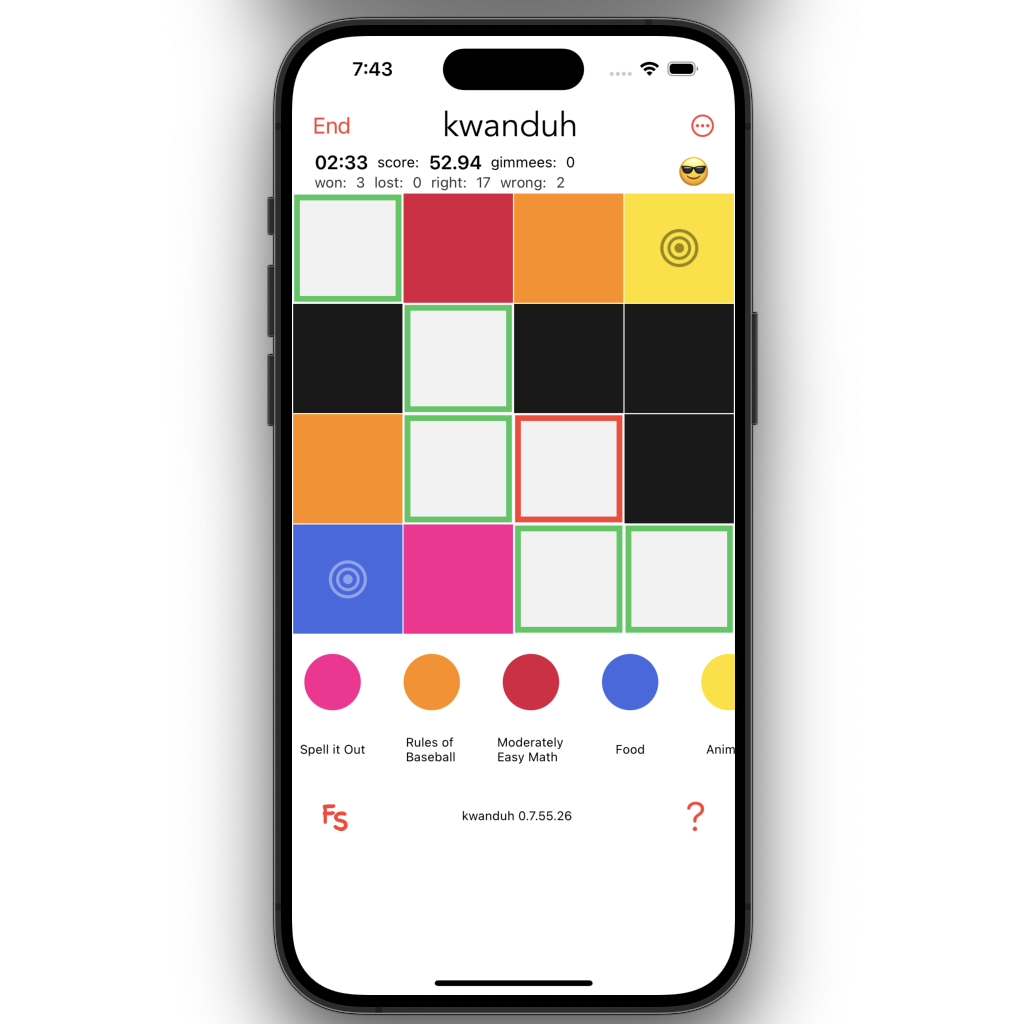 7:43
End kwanduh
02:33 score: 52.94 gimmees: 0
won: 3 lost: 0 right: 17 wrong: 2
Spell it Out
Rules of
Baseball
Moderately
Easy Math
Food
Anim
FS kwanduh 0.7.55.26 ?